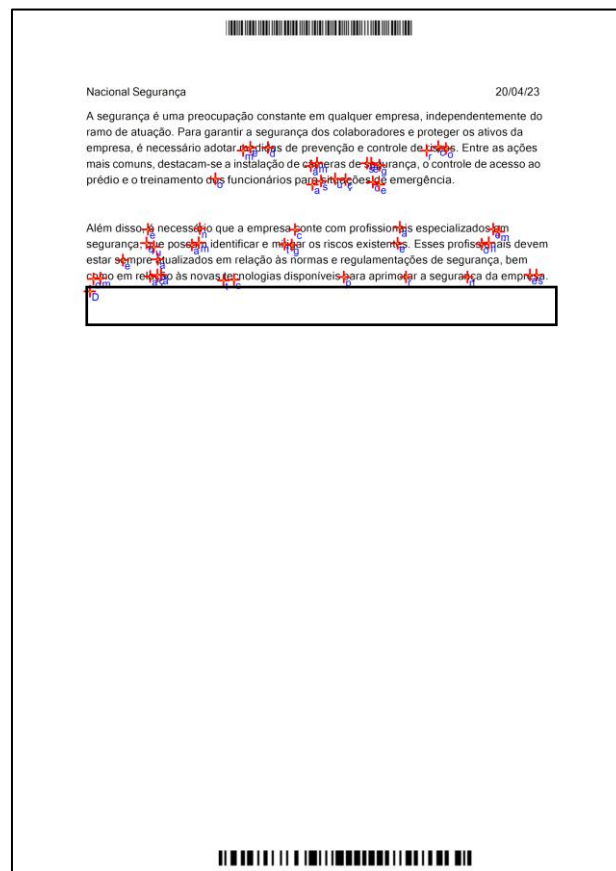 Nacional Segurança 20/04/23
A segurança é uma preocupação constante em qualquer empresa, independentemente do
ramo de atuação. Para garantir a segurança dos colaboradores e proteger os ativos da
empresa, é necessário adotar medidas de prevenção e controle de riscos. Entre as ações
mais comuns, destacam-se a instalação de câmeras de segurança, o controle de acesso ao
prédio e o treinamento dos funcionários para situações de emergência.
Além disso, é necessário que a empresa conte com profissionais especializados em
segurança, que possam identificar e mitigar os riscos existentes. Esses profissionais devem
estar sempre atualizados em relação às normas e regulamentações de segurança, bem
como em relação às novas tecnologias disponíveis para aprimorar a segurança da empresa.
D